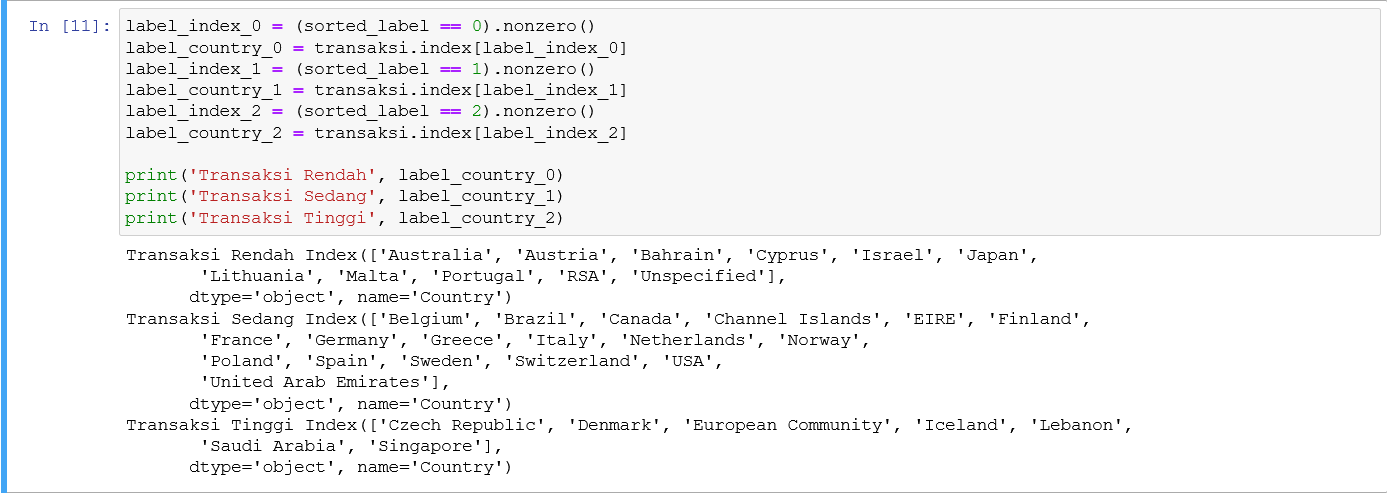 In [11]: label_index_0 = (sorted_label == 0).nonzero()
label_country_0 = transaksi.index[label_index_0]
label_index_1 = (sorted_label == 1).nonzero()
label_country_1 = transaksi.index[label_index_1]
label_index_2 = (sorted_label == 2).nonzero()
label_country_2 = transaksi.index[label_index_2]
print('Transaksi Rendah', label_country_0)
print('Transaksi Sedang', label_country_1)
print('Transaksi Tinggi', label_country_2)
Transaksi Rendah Index(['Australia', 'Austria', 'Bahrain', 'Cyprus', 'Israel', 'Japan',
'Lithuania', 'Malta', 'Portugal', 'RSA', 'Unspecified'],
dtype='object', name='Country')
Transaksi Sedang Index(['Belgium', 'Brazil', 'Canada', 'Channel Islands', 'EIRE', 'Finland',
'France', 'Germany', 'Greece', 'Italy', 'Netherlands', 'Norway',
'Poland', 'Spain', 'Sweden', 'Switzerland', 'USA',
'United Arab Emirates'],
dtype='object', name='Country')
Transaksi Tinggi Index(['Czech Republic', 'Denmark', 'European Community', 'Iceland', 'Lebanon',
'Saudi Arabia', 'Singapore'],
dtype='object', name='Country')